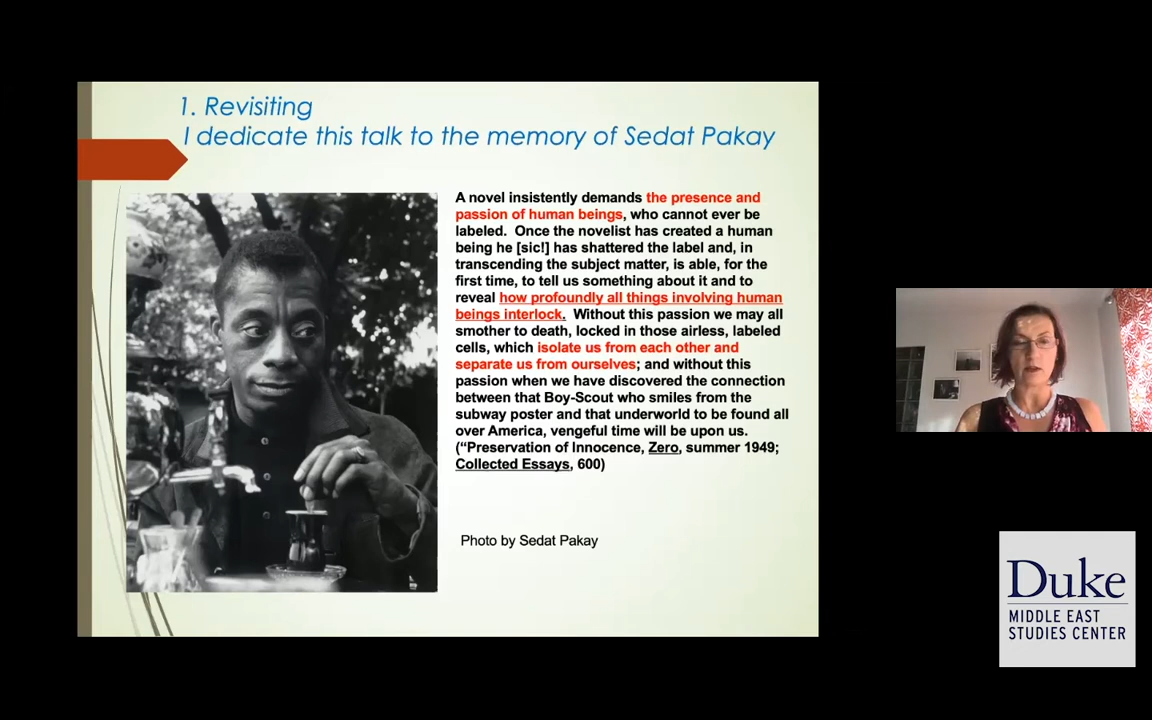 1. Revisiting
I dedicate this talk to the memory of Sedat Pakay
A novel insistently demands the presence and
passion of human beings, who cannot ever be
labeled.  Once the novelist has created a human
being he [sic!] has shattered the label and, in
transcending the subject matter, is able, for the
first time, to tell us something about it and to
reveal how profoundly all things involving human
beings interlock.  Without this passion we may all
smother to death, locked in those airless, labeled
cells, which isolate us from each other and
separate us from ourselves; and without this
passion when we have discovered the connection
between that Boy-Scout who smiles from the
subway poster and that underworld to be found all
over America, vengeful time will be upon us.
(“Preservation of Innocence, Zero, summer 1949;
Collected Essays, 600)
Photo by Sedat Pakay
Duke
MIDDLE EAST
STUDIES CENTER